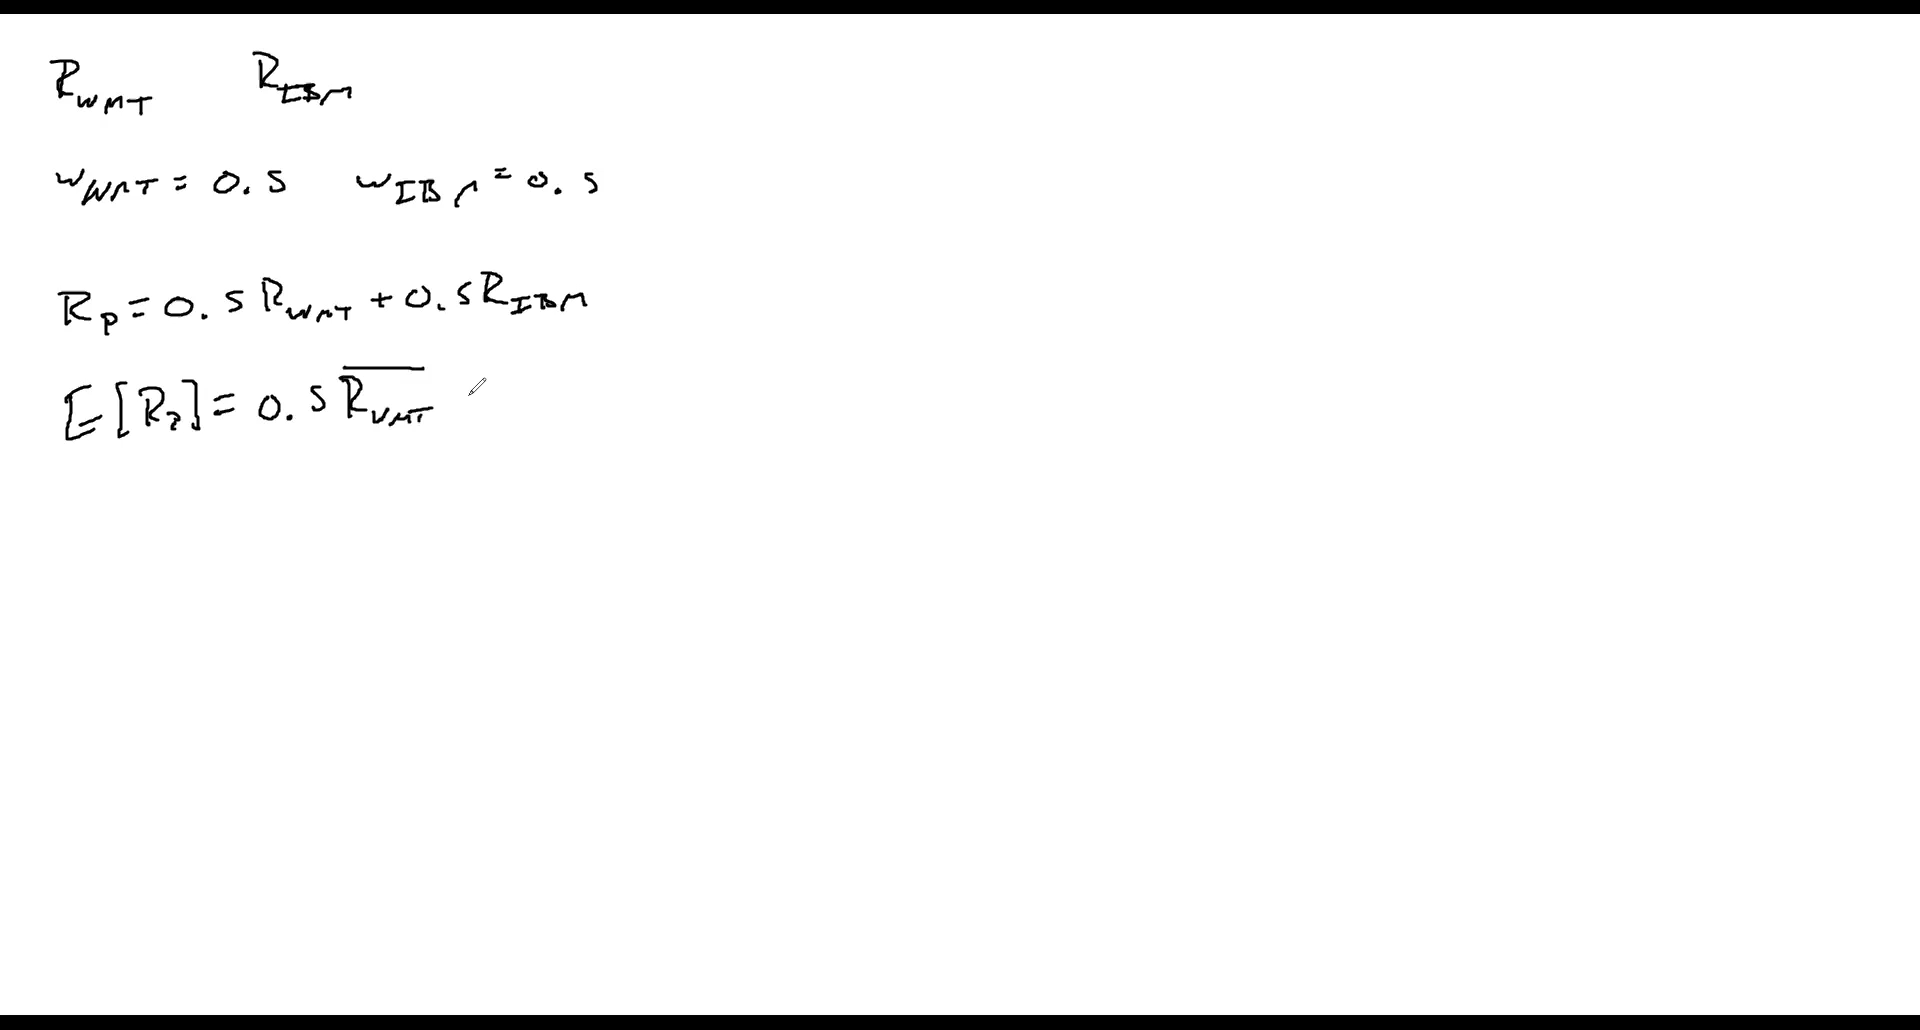 R_WMT R_IBM
w_WMT = 0.5 w_IBM = 0.5
R_p = 0.5 R_WMT + 0.5 R_IBM
E[R_p] = 0.5 R̅_WMT